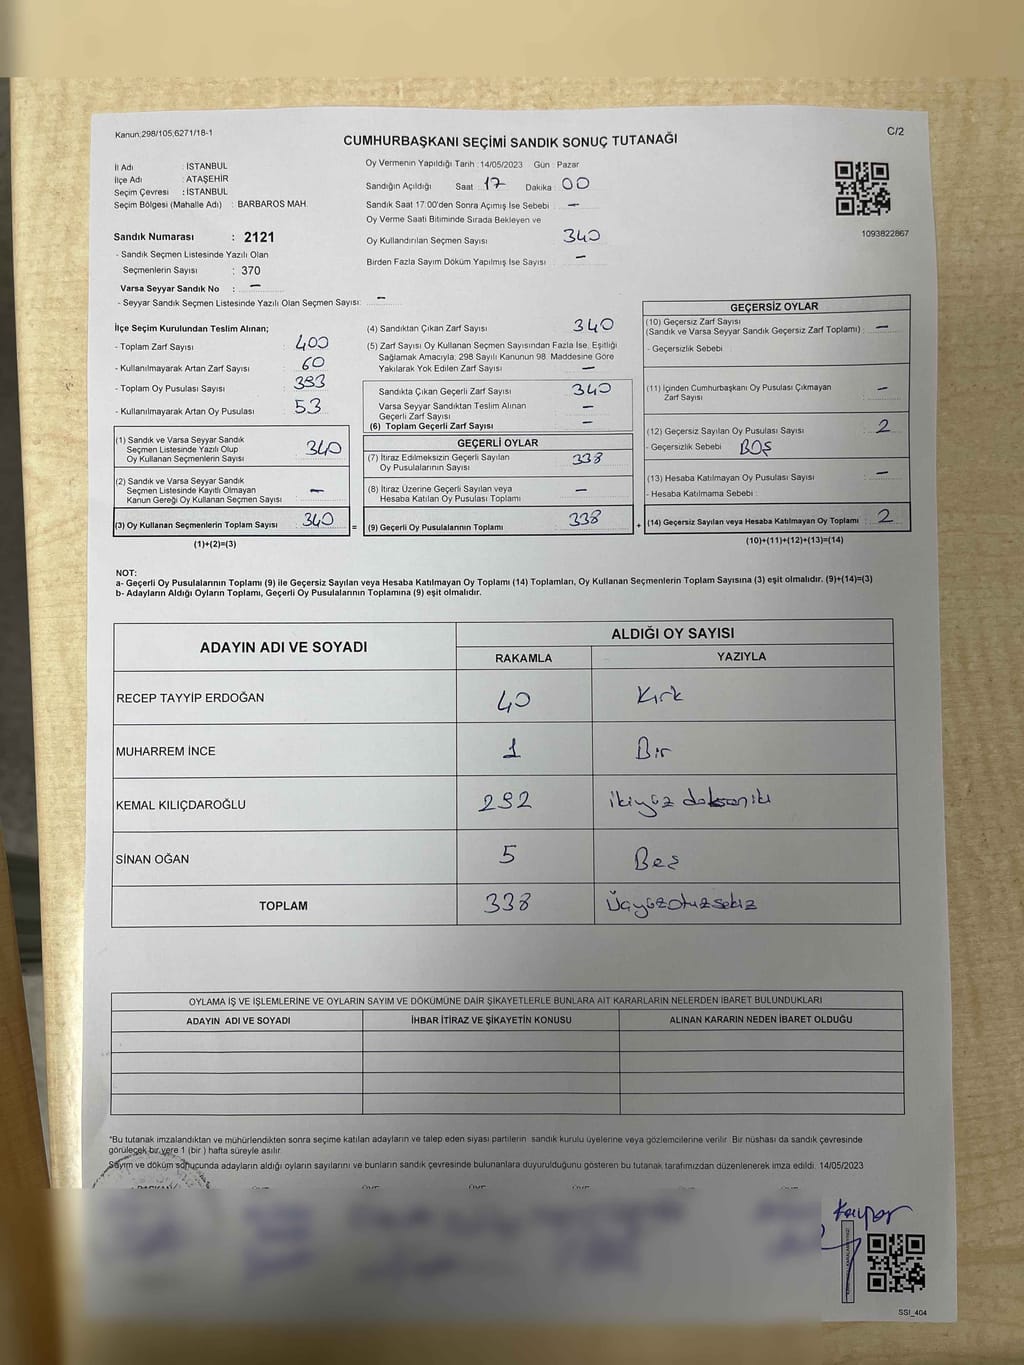 Kanun;298/105,6271/18-1
C/2
CUMHURBAŞKANI SEÇİMİ SANDIK SONUÇ TUTANAĞI
İl Adı : İSTANBUL
İlçe Adı : ATAŞEHİR
Seçim Çevresi : İSTANBUL
Seçim Bölgesi (Mahalle Adı) : BARBAROS MAH.
Oy Vermenin Yapıldığı Tarih : 14/05/2023 Gün : Pazar
Sandığın Açıldığı Saat 17 Dakika : 00
Sandık Saat 17:00'den Sonra Açımış İse Sebebi : —
Oy Verme Saati Bitiminde Sırada Bekleyen ve
Oy Kullandırılan Seçmen Sayısı 340
Birden Fazla Sayım Döküm Yapılmış İse Sayısı : —
1093822867
Sandık Numarası : 2121
- Sandık Seçmen Listesinde Yazılı Olan
Seçmenlerin Sayısı : 370
Varsa Seyyar Sandık No : —
- Seyyar Sandık Seçmen Listesinde Yazılı Olan Seçmen Sayısı: —
İlçe Seçim Kurulundan Teslim Alınan;
- Toplam Zarf Sayısı : 400
- Kullanılmayarak Artan Zarf Sayısı : 60
- Toplam Oy Pusulası Sayısı : 393
- Kullanılmayarak Artan Oy Pusulası : 53
(1) Sandık ve Varsa Seyyar Sandık
Seçmen Listesinde Yazılı Olup
Oy Kullanan Seçmenlerin Sayısı : 340
(2) Sandık ve Varsa Seyyar Sandık
Seçmen Listesinde Kayıtlı Olmayan
Kanun Gereği Oy Kullanan Seçmen Sayısı : —
(3) Oy Kullanan Seçmenlerin Toplam Sayısı : 340 =
(1)+(2)=(3)
(4) Sandıktan Çıkan Zarf Sayısı : 340
(5) Zarf Sayısı Oy Kullanan Seçmen Sayısından Fazla İse, Eşitliği
Sağlamak Amacıyla, 298 Sayılı Kanunun 98. Maddesine Göre
Yakılarak Yok Edilen Zarf Sayısı : —
Sandıkta Çıkan Geçerli Zarf Sayısı : 340
Varsa Seyyar Sandıktan Teslim Alınan
Geçerli Zarf Sayısı : —
(6) Toplam Geçerli Zarf Sayısı : —
GEÇERLİ OYLAR
(7) İtiraz Edilmeksizin Geçerli Sayılan
Oy Pusulalarının Sayısı : 338
(8) İtiraz Üzerine Geçerli Sayılan veya
Hesaba Katılan Oy Pusulası Toplamı : —
(9) Geçerli Oy Pusulalarının Toplamı : 338 +
GEÇERSİZ OYLAR
(10) Geçersiz Zarf Sayısı
(Sandık ve Varsa Seyyar Sandık Geçersiz Zarf Toplamı) : —
- Geçersizlik Sebebi :
(11) İçinden Cumhurbaşkanı Oy Pusulası Çıkmayan
Zarf Sayısı : —
(12) Geçersiz Sayılan Oy Pusulası Sayısı : 2
- Geçersizlik Sebebi : BOŞ
(13) Hesaba Katılmayan Oy Pusulası Sayısı : —
- Hesaba Katılmama Sebebi :
(14) Geçersiz Sayılan veya Hesaba Katılmayan Oy Toplamı : 2
(10)+(11)+(12)+(13)=(14)
NOT:
a- Geçerli Oy Pusulalarının Toplamı (9) ile Geçersiz Sayılan veya Hesaba Katılmayan Oy Toplamı (14) Toplamları, Oy Kullanan Seçmenlerin Toplam Sayısına (3) eşit olmalıdır. (9)+(14)=(3)
b- Adayların Aldığı Oyların Toplamı, Geçerli Oy Pusulalarının Toplamına (9) eşit olmalıdır.
ADAYIN ADI VE SOYADI ALDIĞI OY SAYISI
RAKAMLA YAZIYLA
RECEP TAYYİP ERDOĞAN 40 Kırk
MUHARREM İNCE 1 Bir
KEMAL KILIÇDAROĞLU 292 ikiyüz doksaniki
SİNAN OĞAN 5 Beş
TOPLAM 338 Üçyüzotuzsekiz
OYLAMA İŞ VE İŞLEMLERİNE VE OYLARIN SAYIM VE DÖKÜMÜNE DAİR ŞİKAYETLERLE BUNLARA AİT KARARLARIN NELERDEN İBARET BULUNDUKLARI
ADAYIN ADI VE SOYADI İHBAR İTİRAZ VE ŞİKAYETİN KONUSU ALINAN KARARIN NEDEN İBARET OLDUĞU
"Bu tutanak imzalandıktan ve mühürlendikten sonra seçime katılan adayların ve talep eden siyasi partilerin sandık kurulu üyelerine veya gözlemcilerine verilir. Bir nüshası da sandık çevresinde
görülecek bir yere 1 (bir ) hafta süreyle asılır.
Sayım ve döküm sonucunda adayların aldığı oyların sayılarını ve bunların sandık çevresinde bulunanlara duyurulduğunu gösteren bu tutanak tarafımızdan düzenlenerek imza edildi. 14/05/2023
SSI_404